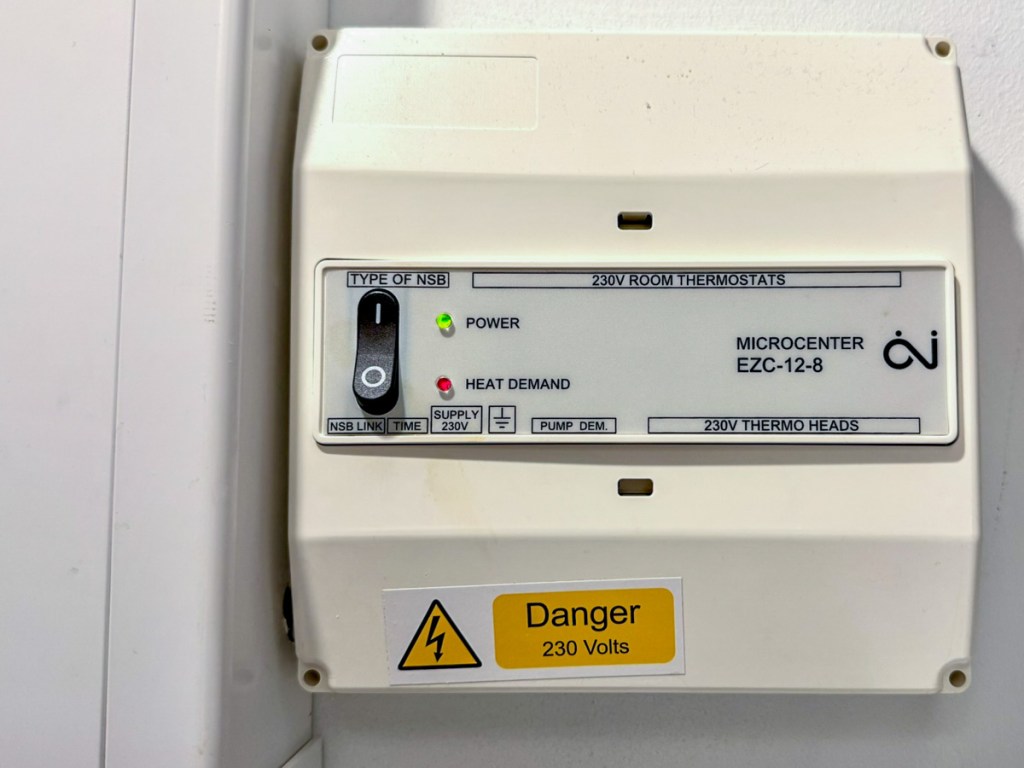 TYPE OF NSB
230V ROOM THERMOSTATS
I
POWER
MICROCENTER
EZC-12-8
O
HEAT DEMAND
NSB LINK
TIME
SUPPLY
230V
PUMP DEM.
230V THERMO HEADS
Danger
230 Volts